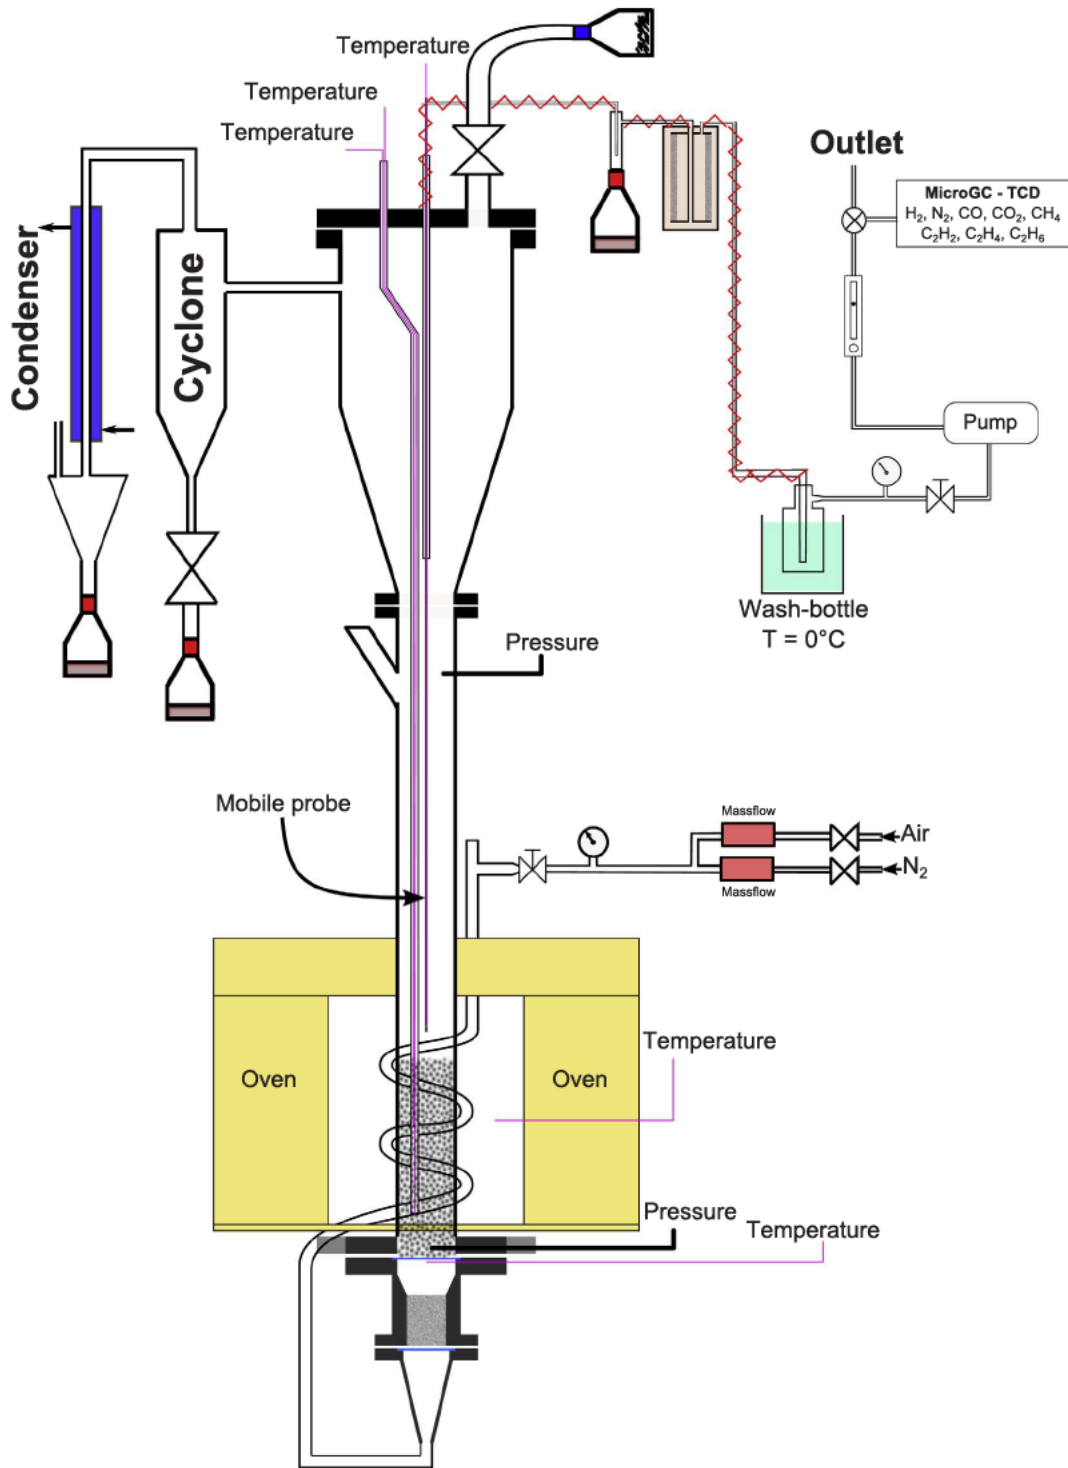 Temperature
Temperature
Temperature
Outlet
MicroGC - TCD
H₂, N₂, CO, CO₂, CH₄
C₂H₂, C₂H₄, C₂H₆
Condenser
Cyclone
Pump
Wash-bottle
T = 0°C
Pressure
Mobile probe
Massflow
Air
N₂
Massflow
Temperature
Oven
Oven
Pressure
Temperature